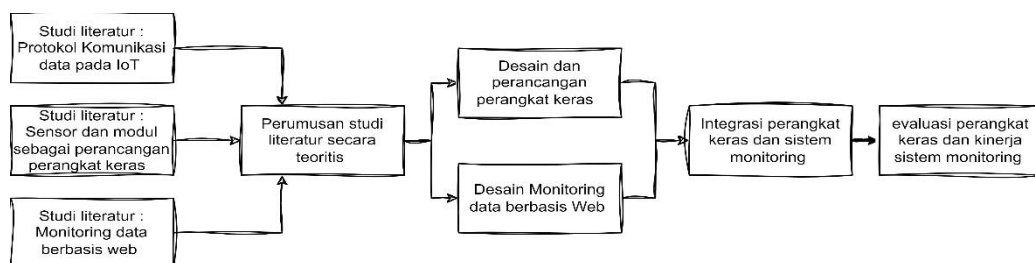 Studi literatur :
Protokol Komunikasi
data pada IoT
Studi literatur :
Sensor dan modul
sebagai perancangan
perangkat keras
Studi literatur :
Monitoring data
berbasis web
Perumusan studi
literatur secara
teoritis
Desain dan
perancangan
perangkat keras
Desain Monitoring
data berbasis Web
Integrasi perangkat
keras dan sistem
monitoring
evaluasi perangkat
keras dan kinerja
sistem monitoring